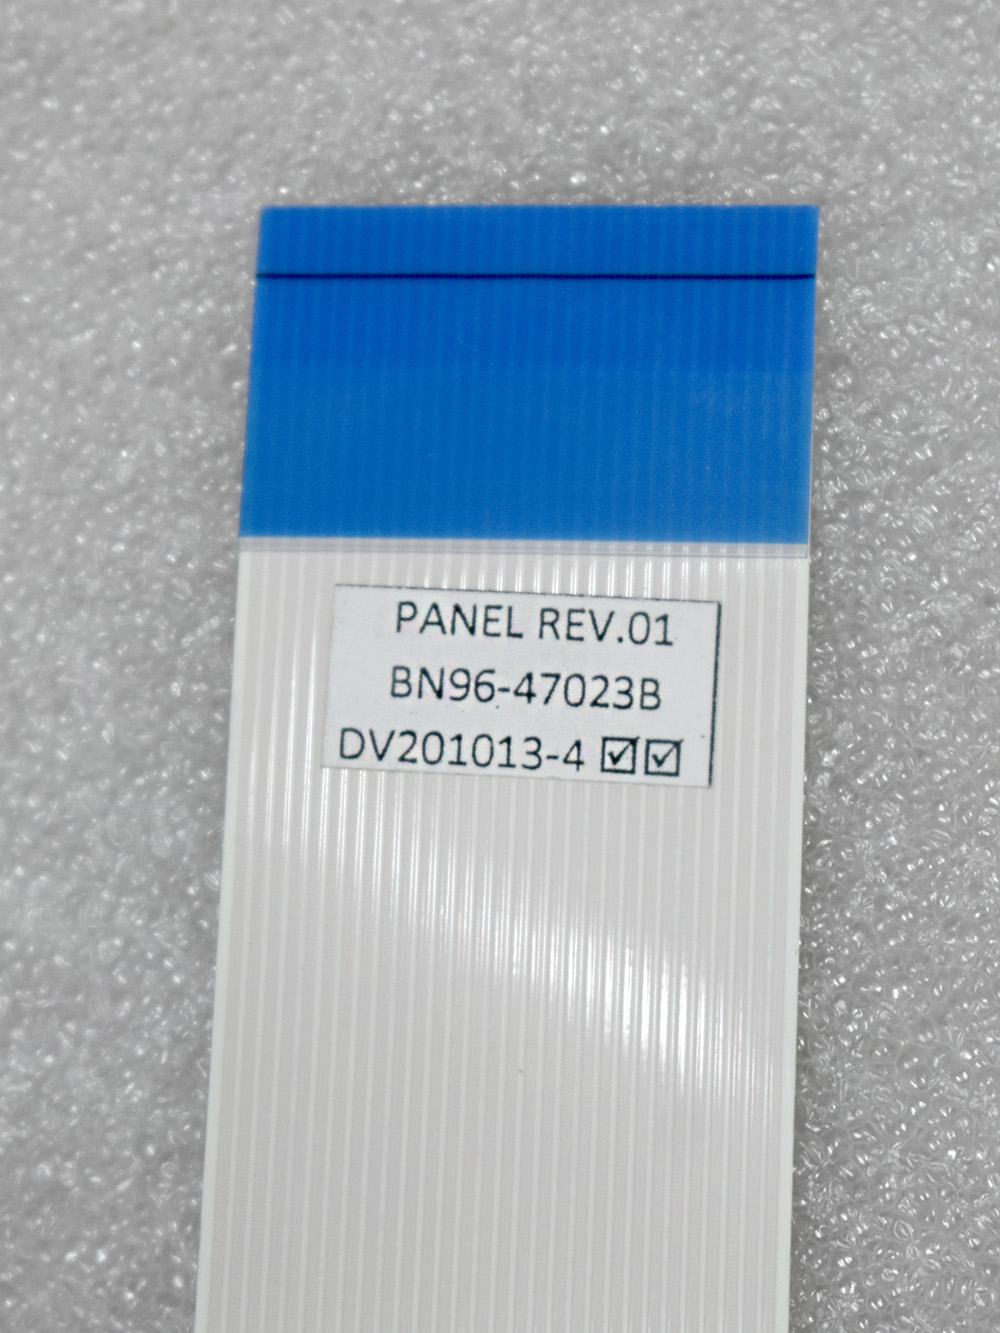 PANEL REV.01
BN96-47023B
DV201013-4 ☑☑